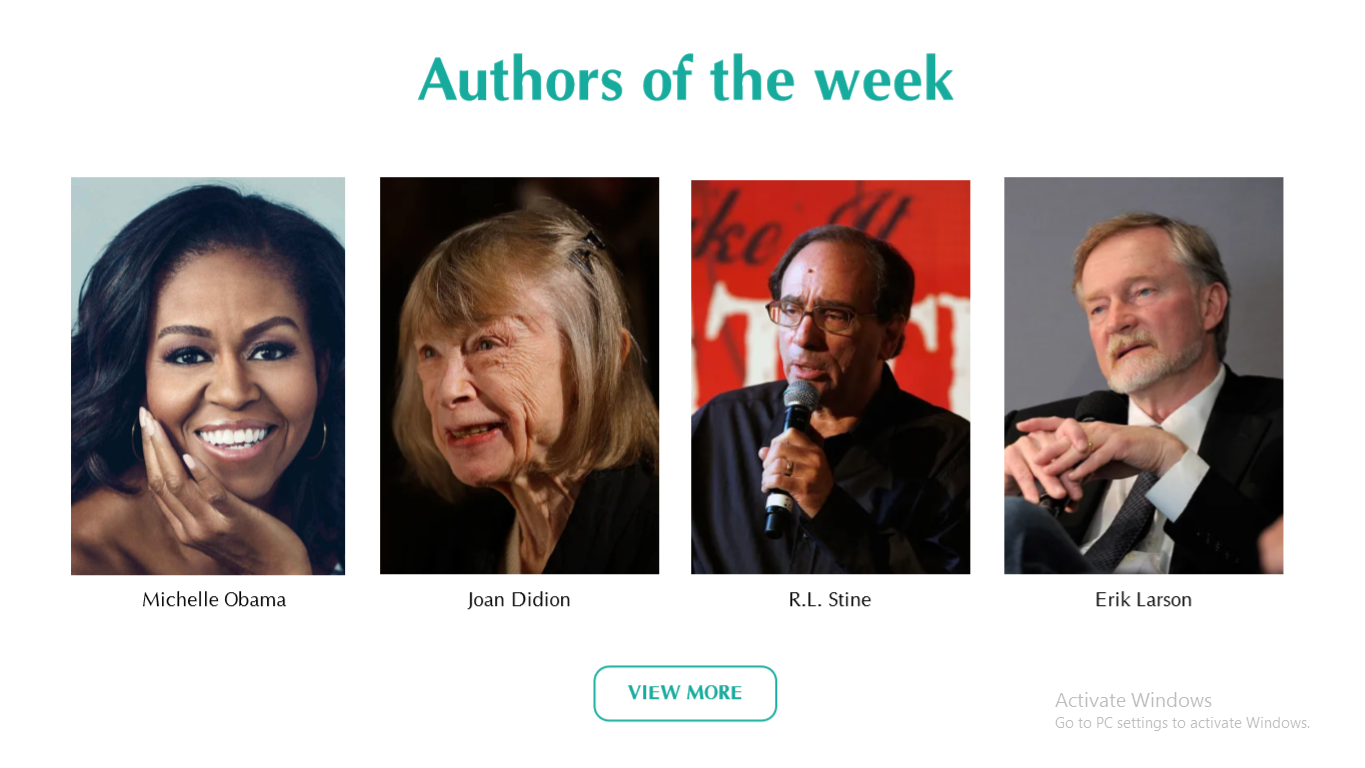 Authors of the week
Michelle Obama
Joan Didion
R.L. Stine
Erik Larson
VIEW MORE
Activate Windows
Go to PC settings to activate Windows.